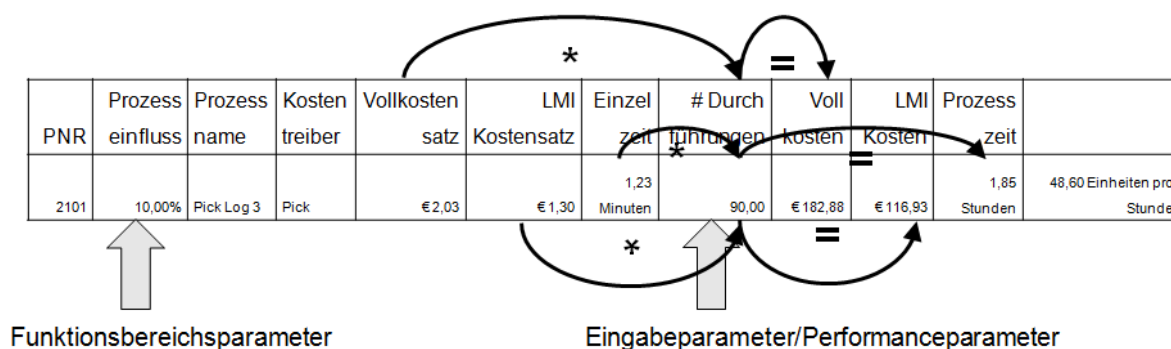 * =
Prozess Prozess Kosten Vollkosten LMI Einzel # Durch Voll LMI Prozess
PNR einfluss name treiber satz Kostensatz zeit führungen kosten Kosten zeit
* =
1,23 1,85 48,60 Einheiten pro
2101 10,00% Pick Log 3 Pick €2,03 €1,30 Minuten 90,00 €182,88 €116,93 Stunden Stunde
* =
Funktionsbereichsparameter Eingabeparameter/Performanceparameter